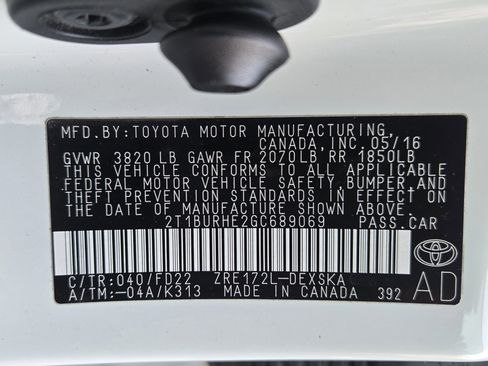 MFD.BY:TOYOTA MOTOR MANUFACTURING,
CANADA, INC. 05/16
GVWR 3820 LB GAWR FR 2070LB RR 1850LB
THIS VEHICLE CONFORMS TO ALL APPLICABLE
FEDERAL MOTOR VEHICLE SAFETY, BUMPER, AND
THEFT PREVENTION STANDARDS IN EFFECT ON
THE DATE OF MANUFACTURE SHOWN ABOVE.
2T1BURHE2GC689069 PASS.CAR
C/TR:040/FD22 ZRE172L-DEXSKA
A/TM:-04A/K313 MADE IN CANADA 392
AD